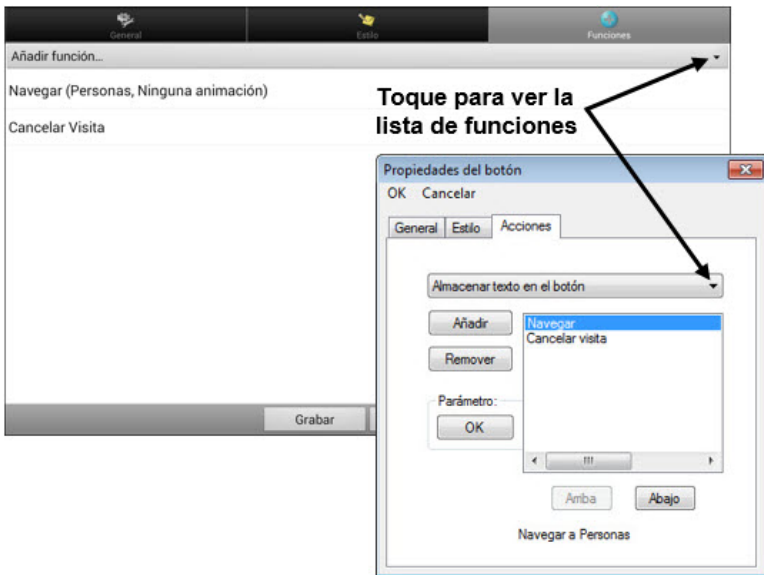 General
Estilo
Funciones
Añadir función...
Navegar (Personas, Ninguna animación)
Cancelar Visita
Toque para ver la
lista de funciones
Grabar
Propiedades del botón
OK Cancelar
General Estilo Acciones
Almacenar texto en el botón
Añadir
Remover
Navegar
Cancelar visita
Parámetro:
OK
Arriba
Abajo
Navegar a Personas